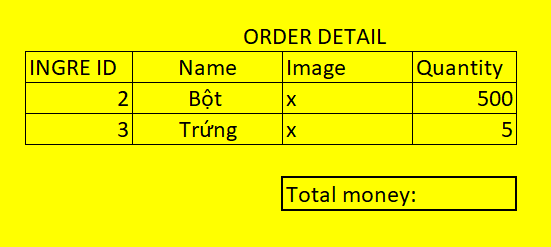 ORDER DETAIL
INGRE ID Name Image Quantity
2 Bột x 500
3 Trứng x 5
Total money: